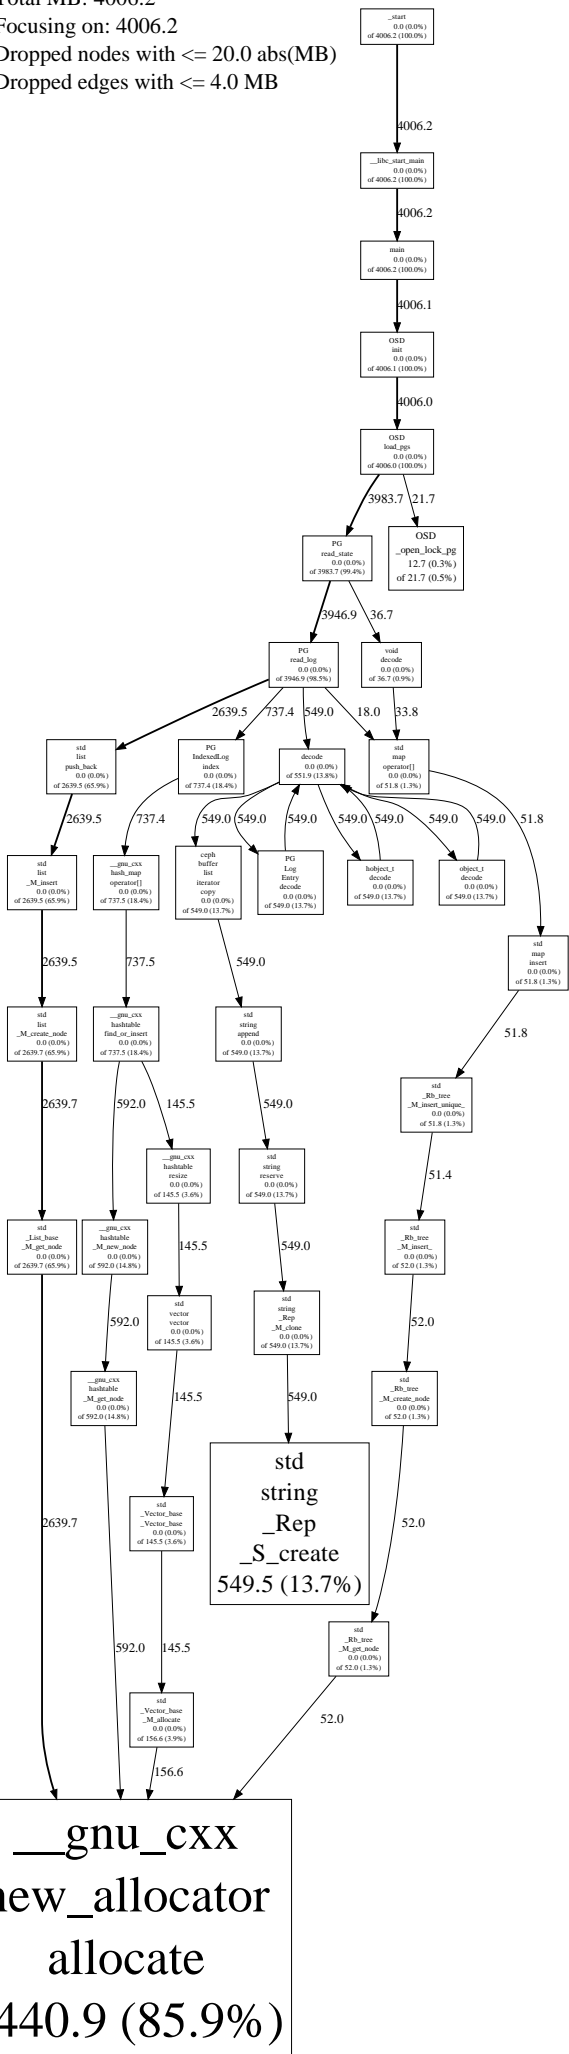 Total MB: 4006.2
Focusing on: 4006.2
Dropped nodes with <= 20.0 abs(MB)
Dropped edges with <= 4.0 MB
_start
0.0 (0.0%)
of 4006.2 (100.0%)
4006.2
__libc_start_main
0.0 (0.0%)
of 4006.2 (100.0%)
4006.2
main
0.0 (0.0%)
of 4006.2 (100.0%)
4006.1
OSD
init
0.0 (0.0%)
of 4006.1 (100.0%)
4006.0
OSD
load_pgs
0.0 (0.0%)
of 4006.0 (100.0%)
3983.7
21.7
PG
read_state
0.0 (0.0%)
of 3983.7 (99.4%)
OSD
_open_lock_pg
12.7 (0.3%)
of 21.7 (0.5%)
3946.9
36.7
PG
read_log
0.0 (0.0%)
of 3946.9 (98.5%)
void
decode
0.0 (0.0%)
of 36.7 (0.9%)
2639.5
737.4
549.0
18.0
33.8
std
list
push_back
0.0 (0.0%)
of 2639.5 (65.9%)
PG
IndexedLog
index
0.0 (0.0%)
of 737.4 (18.4%)
decode
0.0 (0.0%)
of 551.9 (13.8%)
std
map
operator[]
0.0 (0.0%)
of 51.8 (1.3%)
2639.5
737.4
549.0
549.0
549.0
549.0
549.0
549.0
549.0
51.8
std
list
_M_insert
0.0 (0.0%)
of 2639.5 (65.9%)
__gnu_cxx
hash_map
operator[]
0.0 (0.0%)
of 737.5 (18.4%)
ceph
buffer
list
iterator
copy
0.0 (0.0%)
of 549.0 (13.7%)
PG
Log
Entry
decode
0.0 (0.0%)
of 549.0 (13.7%)
hobject_t
decode
0.0 (0.0%)
of 549.0 (13.7%)
object_t
decode
0.0 (0.0%)
of 549.0 (13.7%)
std
map
insert
0.0 (0.0%)
of 51.8 (1.3%)
2639.5
737.5
549.0
51.8
std
list
_M_create_node
0.0 (0.0%)
of 2639.7 (65.9%)
__gnu_cxx
hashtable
find_or_insert
0.0 (0.0%)
of 737.5 (18.4%)
std
string
append
0.0 (0.0%)
of 549.0 (13.7%)
std
_Rb_tree
_M_insert_unique_
0.0 (0.0%)
of 51.8 (1.3%)
2639.7
592.0
145.5
549.0
51.4
__gnu_cxx
hashtable
resize
0.0 (0.0%)
of 145.5 (3.6%)
std
string
reserve
0.0 (0.0%)
of 549.0 (13.7%)
std
_List_base
_M_get_node
0.0 (0.0%)
of 2639.7 (65.9%)
__gnu_cxx
hashtable
_M_new_node
0.0 (0.0%)
of 592.0 (14.8%)
145.5
549.0
std
_Rb_tree
_M_insert_
0.0 (0.0%)
of 52.0 (1.3%)
592.0
std
vector
vector
0.0 (0.0%)
of 145.5 (3.6%)
std
string
_Rep
_M_clone
0.0 (0.0%)
of 549.0 (13.7%)
52.0
__gnu_cxx
hashtable
_M_get_node
0.0 (0.0%)
of 592.0 (14.8%)
145.5
549.0
std
_Rb_tree
_M_create_node
0.0 (0.0%)
of 52.0 (1.3%)
std
string
_Rep
_S_create
549.5 (13.7%)
2639.7
std
_Vector_base
_Vector_base
0.0 (0.0%)
of 145.5 (3.6%)
52.0
592.0
145.5
std
_Rb_tree
_M_get_node
0.0 (0.0%)
of 52.0 (1.3%)
std
_Vector_base
_M_allocate
0.0 (0.0%)
of 156.6 (3.9%)
52.0
156.6
__gnu_cxx
new_allocator
allocate
440.9 (85.9%)